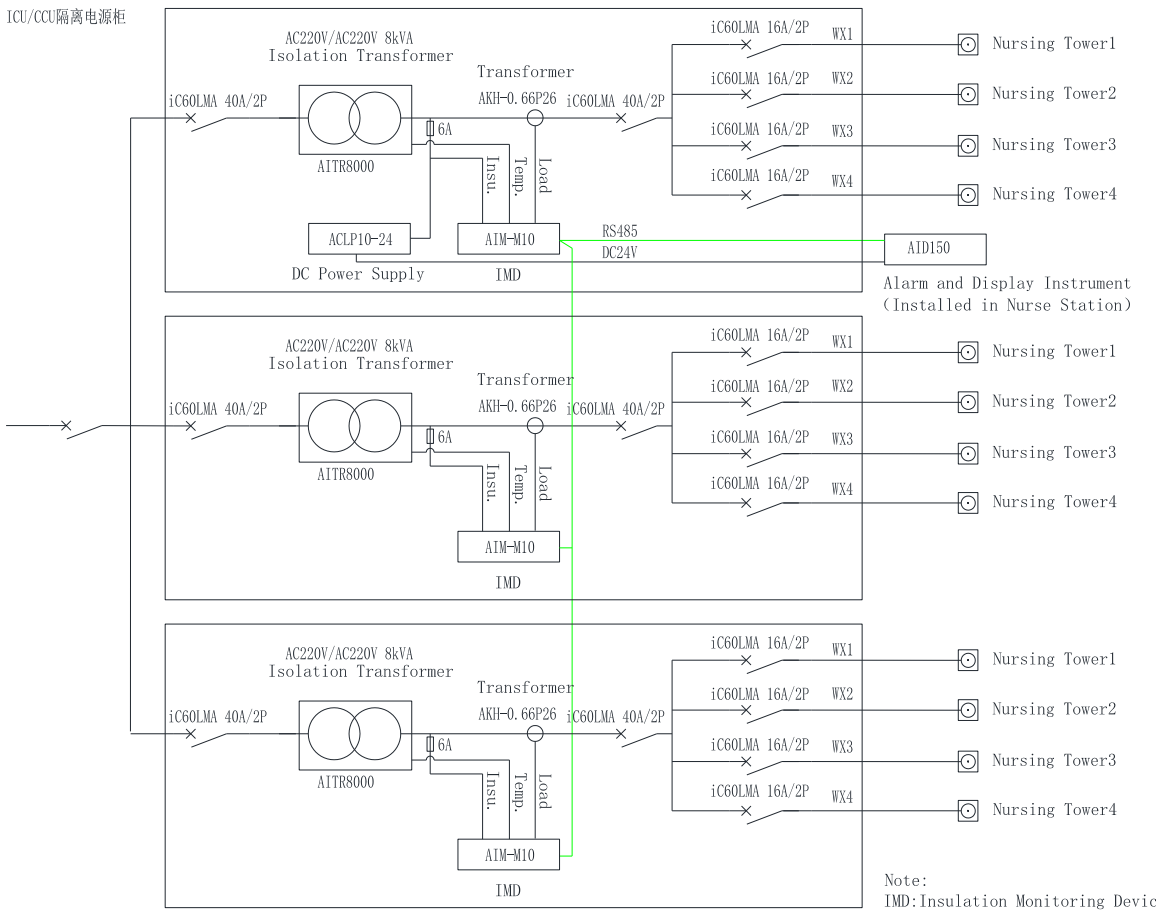 ICU/CCU隔离电源柜
AC220V/AC220V 8kVA
Isolation Transformer
iC60LMA 40A/2P
AITR8000
6A
Transformer
AKH-0.66P26
iC60LMA 40A/2P
Insu.
Temp.
Load
iC60LMA 16A/2P
WX1
Nursing Tower1
iC60LMA 16A/2P
WX2
Nursing Tower2
iC60LMA 16A/2P
WX3
Nursing Tower3
iC60LMA 16A/2P
WX4
Nursing Tower4
ACLP10-24
DC Power Supply
AIM-M10
IMD
RS485
DC24V
AID150
Alarm and Display Instrument
(Installed in Nurse Station)
AC220V/AC220V 8kVA
Isolation Transformer
iC60LMA 40A/2P
AITR8000
6A
Transformer
AKH-0.66P26
iC60LMA 40A/2P
Insu.
Temp.
Load
iC60LMA 16A/2P
WX1
Nursing Tower1
iC60LMA 16A/2P
WX2
Nursing Tower2
iC60LMA 16A/2P
WX3
Nursing Tower3
iC60LMA 16A/2P
WX4
Nursing Tower4
AIM-M10
IMD
AC220V/AC220V 8kVA
Isolation Transformer
iC60LMA 40A/2P
AITR8000
6A
Transformer
AKH-0.66P26
iC60LMA 40A/2P
Insu.
Temp.
Load
iC60LMA 16A/2P
WX1
Nursing Tower1
iC60LMA 16A/2P
WX2
Nursing Tower2
iC60LMA 16A/2P
WX3
Nursing Tower3
iC60LMA 16A/2P
WX4
Nursing Tower4
AIM-M10
IMD
Note:
IMD:Insulation Monitoring Devic